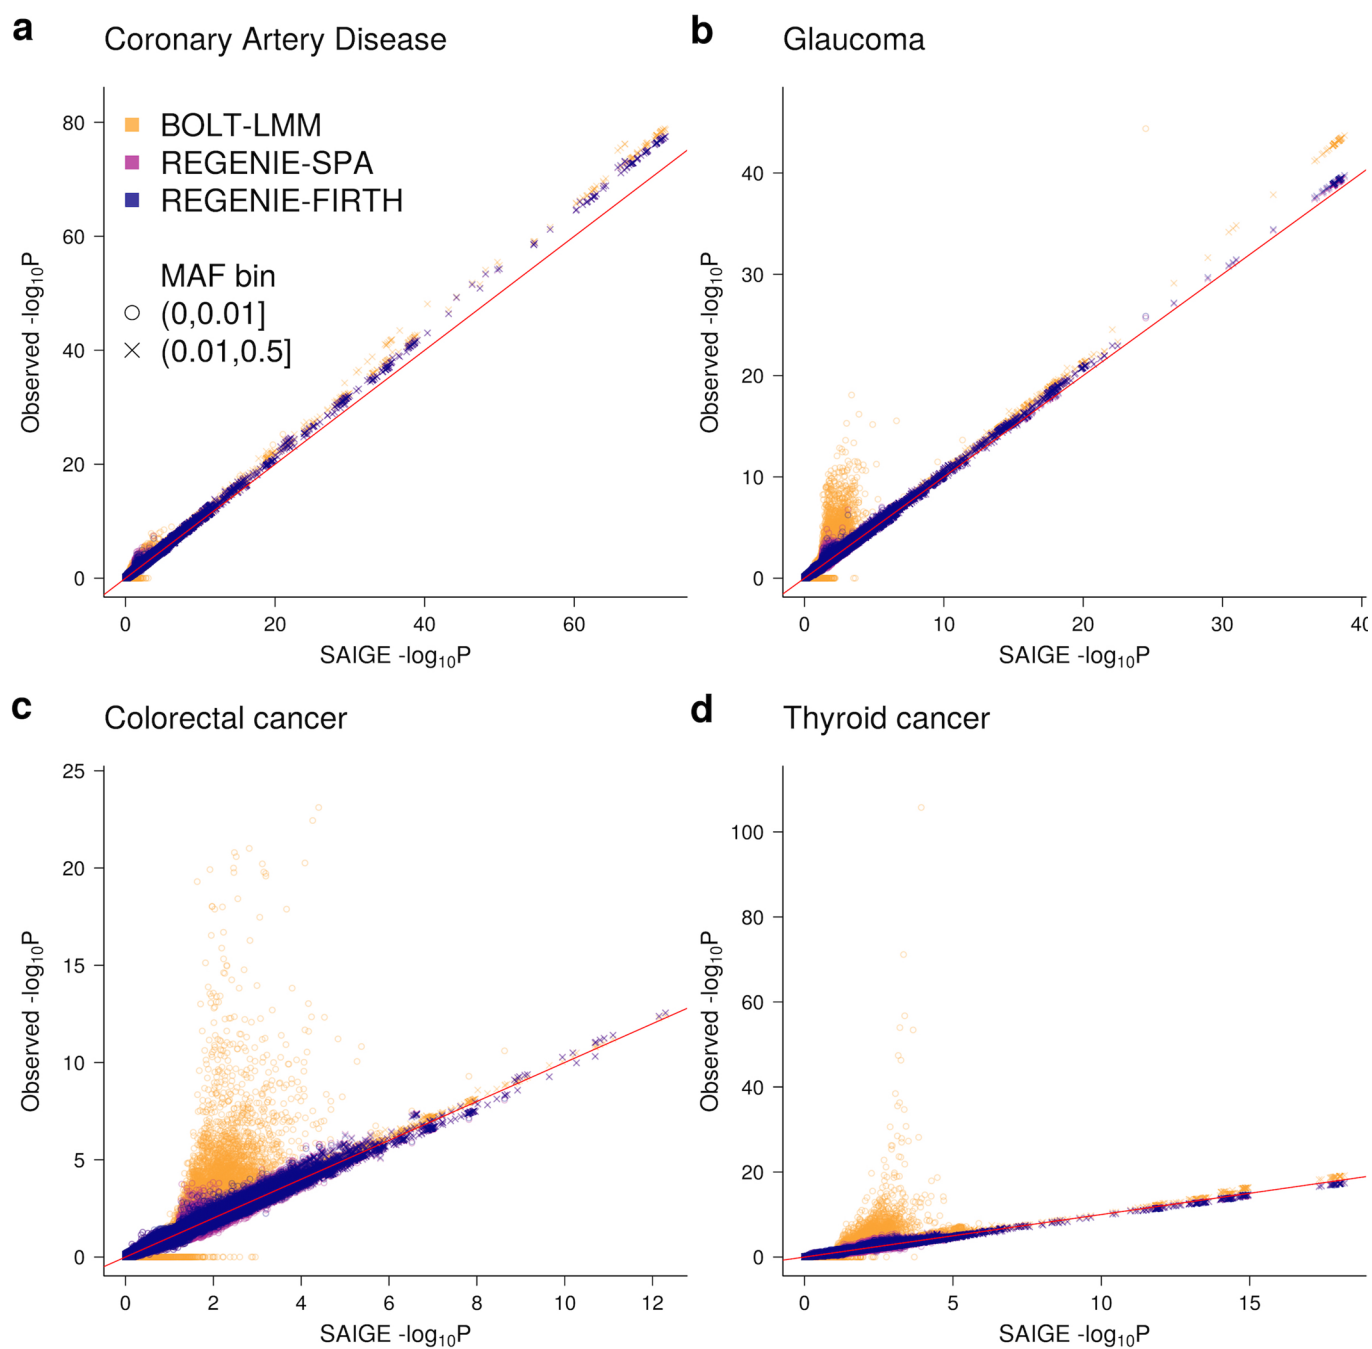 a
Coronary Artery Disease
80
60
40
20
0
Observed -log10P
BOLT-LMM
REGENIE-SPA
REGENIE-FIRTH
MAF bin
(0,0.01]
(0.01,0.5]
0 20 40 60
SAIGE -log10P
b
Glaucoma
40
30
20
10
0
Observed -log10P
0 10 20 30 40
SAIGE -log10P
c
Colorectal cancer
25
20
15
10
5
0
Observed -log10P
0 2 4 6 8 10 12
SAIGE -log10P
d
Thyroid cancer
100
80
60
40
20
0
Observed -log10P
0 5 10 15
SAIGE -log10P